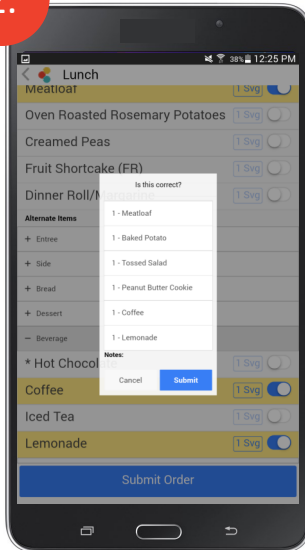 2.
38% 12:25 PM
Lunch
Meatloaf 1 Svg
Oven Roasted Rosemary Potatoes 1 Svg
Creamed Peas 1 Svg
Fruit Shortcake (FR) 1 Svg
Dinner Roll/Margarine 1 Svg
Alternate Items
+ Entree
+ Side
+ Bread
+ Dessert
– Beverage
Is this correct?
1 - Meatloaf
1 - Baked Potato
1 - Tossed Salad
1 - Peanut Butter Cookie
1 - Coffee
1 - Lemonade
Notes:
Cancel Submit
* Hot Chocolate 1 Svg
Coffee 1 Svg
Iced Tea 1 Svg
Lemonade 1 Svg
Submit Order